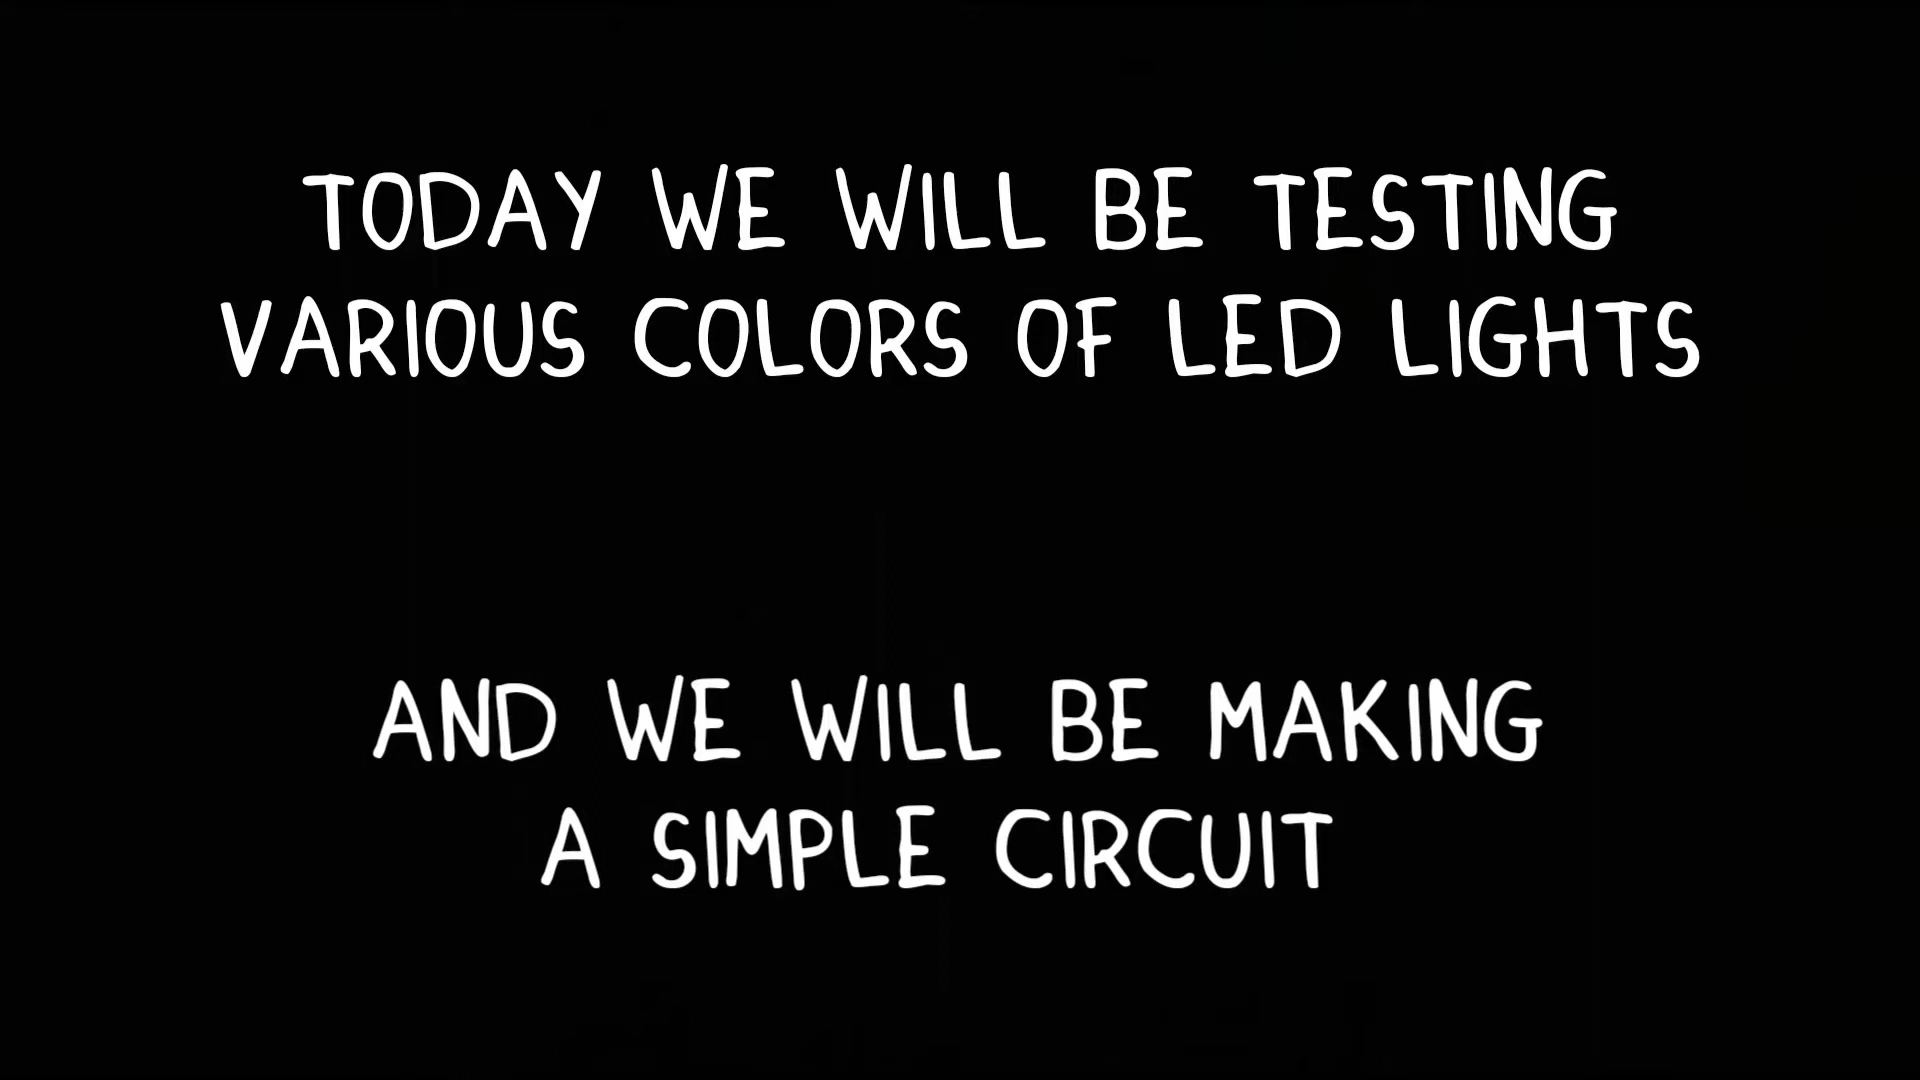 TODAY WE WILL BE TESTING
VARIOUS COLORS OF LED LIGHTS
AND WE WILL BE MAKING
A SIMPLE CIRCUIT